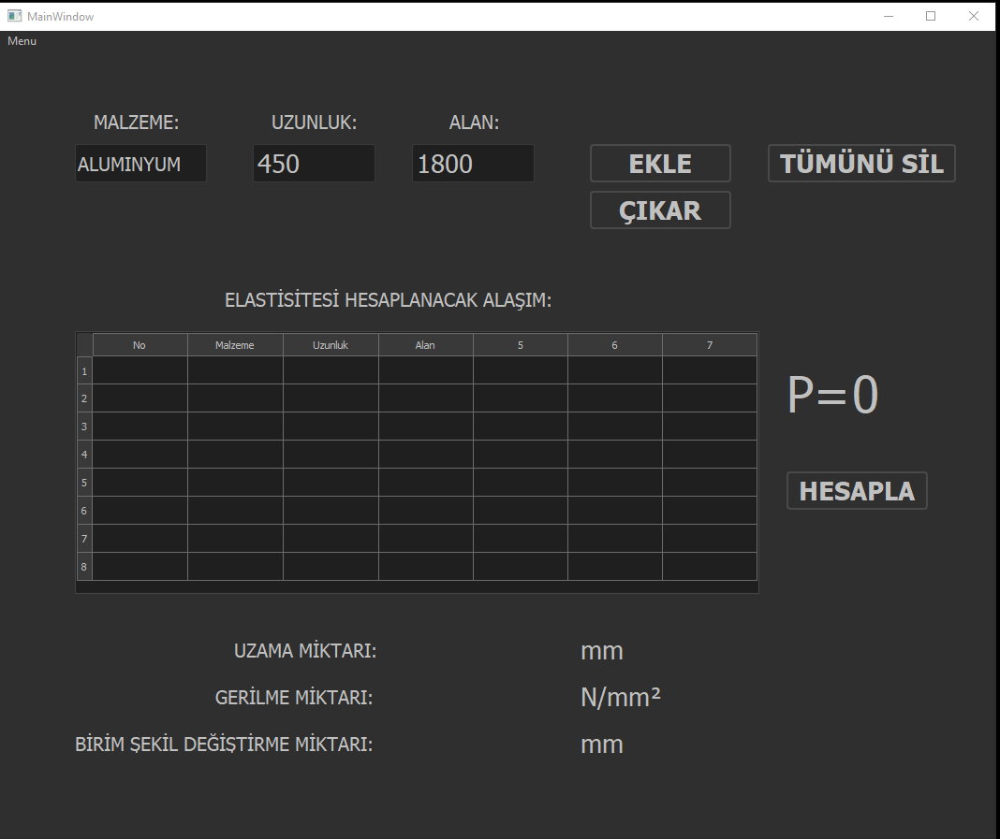 MainWindow
Menu
MALZEME: UZUNLUK: ALAN:
ALUMINYUM 450 1800 EKLE TÜMÜNÜ SİL
ÇIKAR
ELASTİSİTESİ HESAPLANACAK ALAŞIM:
No Malzeme Uzunluk Alan 5 6 7
1
2
3
4
5
6
7
8
P=0
HESAPLA
UZAMA MİKTARI: mm
GERİLME MİKTARI: N/mm²
BİRİM ŞEKİL DEĞİŞTİRME MİKTARI: mm